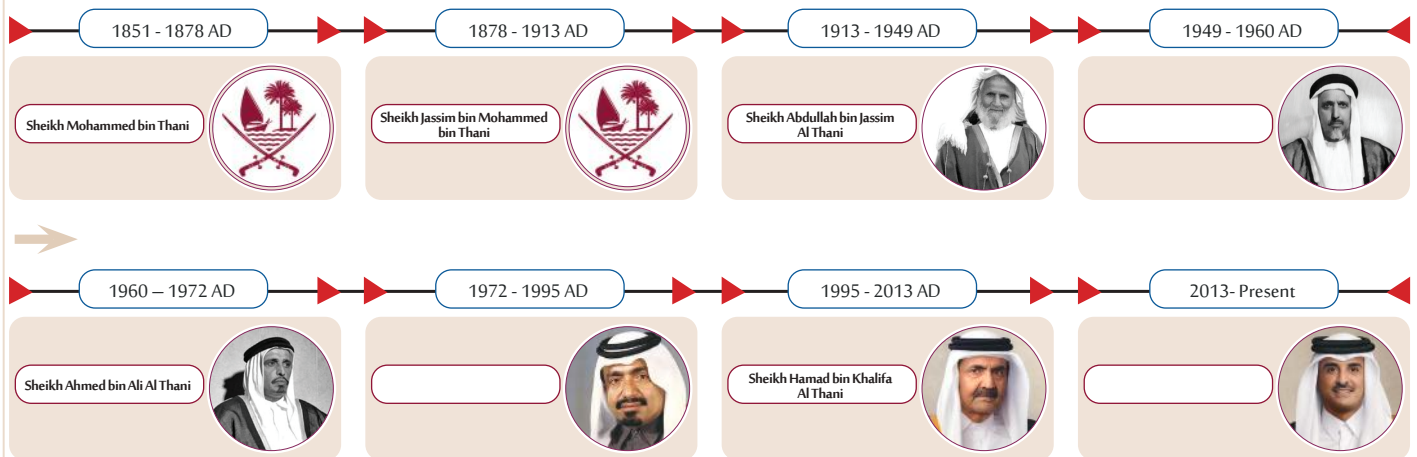 1851 - 1878 AD
1878 - 1913 AD
1913 - 1949 AD
1949 - 1960 AD
Sheikh Mohammed bin Thani
Sheikh Jassim bin Mohammed
bin Thani
Sheikh Abdullah bin Jassim
Al Thani
1960 – 1972 AD
1972 - 1995 AD
1995 - 2013 AD
2013- Present
Sheikh Ahmed bin Ali Al Thani
Sheikh Hamad bin Khalifa
Al Thani